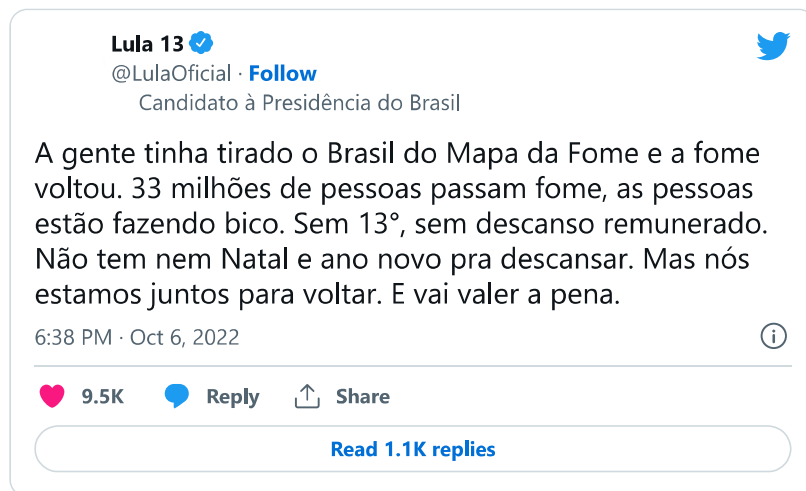 Lula 13
@LulaOficial · Follow
Candidato à Presidência do Brasil
A gente tinha tirado o Brasil do Mapa da Fome e a fome
voltou. 33 milhões de pessoas passam fome, as pessoas
estão fazendo bico. Sem 13°, sem descanso remunerado.
Não tem nem Natal e ano novo pra descansar. Mas nós
estamos juntos para voltar. E vai valer a pena.
6:38 PM · Oct 6, 2022
9.5K Reply Share
Read 1.1K replies